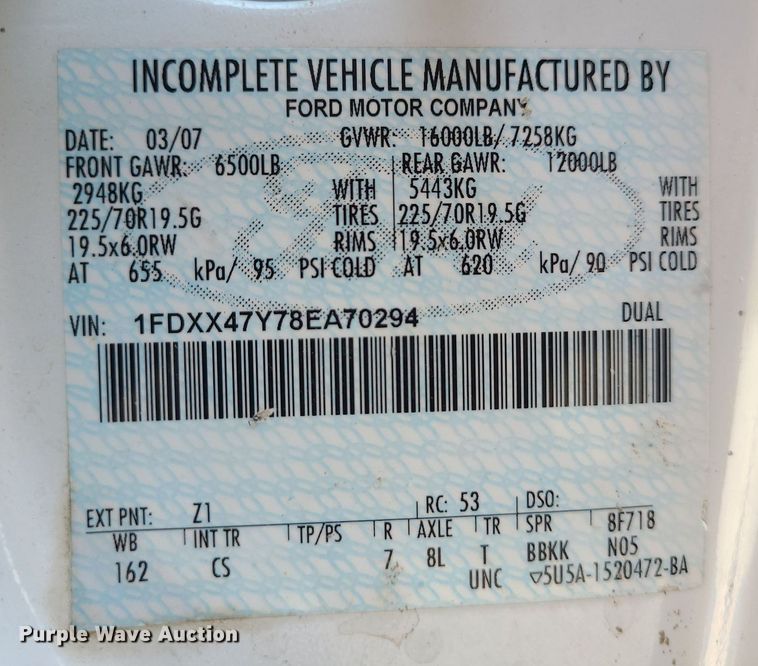 INCOMPLETE VEHICLE MANUFACTURED BY
FORD MOTOR COMPANY
DATE: 03/07 GVWR: 16000LB/ 7258KG
FRONT GAWR: 6500LB REAR GAWR: 12000LB
2948KG WITH 5443KG WITH
225/70R19.5G TIRES 225/70R19.5G TIRES
19.5x6.0RW RIMS 19.5x6.0RW RIMS
AT 655 kPa/ 95 PSI COLD AT 620 kPa/ 90 PSI COLD
VIN: 1FDXX47Y78EA70294 DUAL
EXT PNT: Z1 RC: 53 DSO:
WB INT TR TP/PS R AXLE TR SPR 8F718
162 CS 7 8L T BBKK N05
UNC ▽5U5A-1520472-BA
Purple Wave Auction